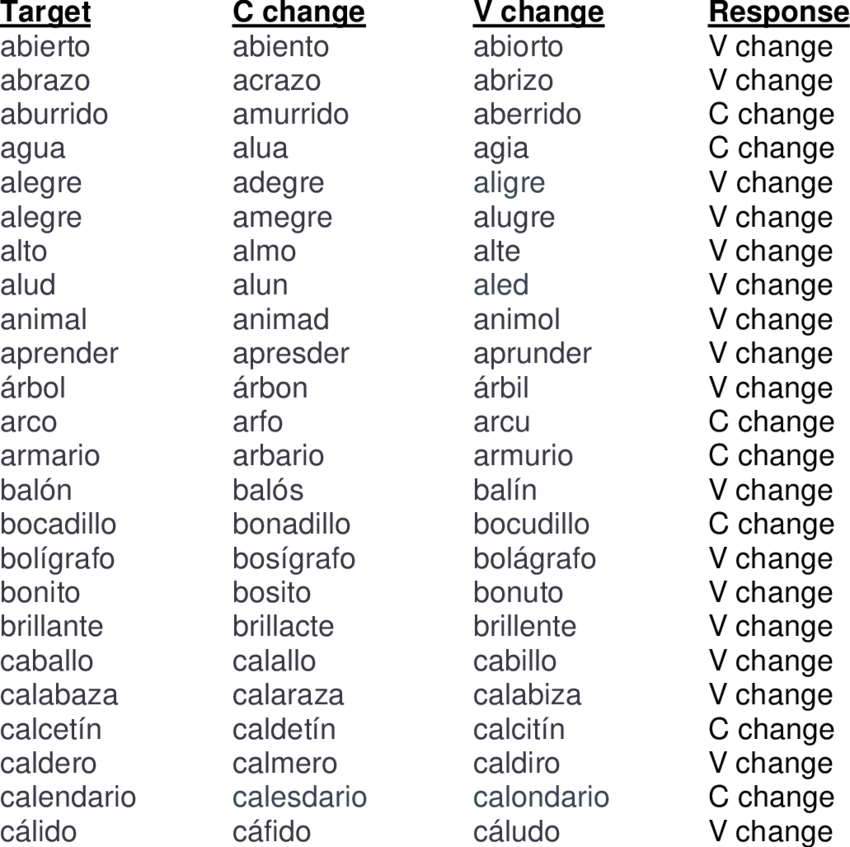 Target C change V change Response
abierto abiento abiorto V change
abrazo acrazo abrizo V change
aburrido amurrido aberrido C change
agua alua agia C change
alegre adegre aligre V change
alegre amegre alugre V change
alto almo alte V change
alud alun aled V change
animal animad animol V change
aprender apresder aprunder V change
árbol árbon árbil V change
arco arfo arcu C change
armario arbario armurio C change
balón balós balín V change
bocadillo bonadillo bocudillo C change
bolígrafo bosígrafo bolágrafo V change
bonito bosito bonuto V change
brillante brillacte brillente V change
caballo calallo cabillo V change
calabaza calaraza calabiza V change
calcetín caldetín calcitín C change
caldero calmero caldiro V change
calendario calesdario calondario C change
cálido cáfido cáludo V change